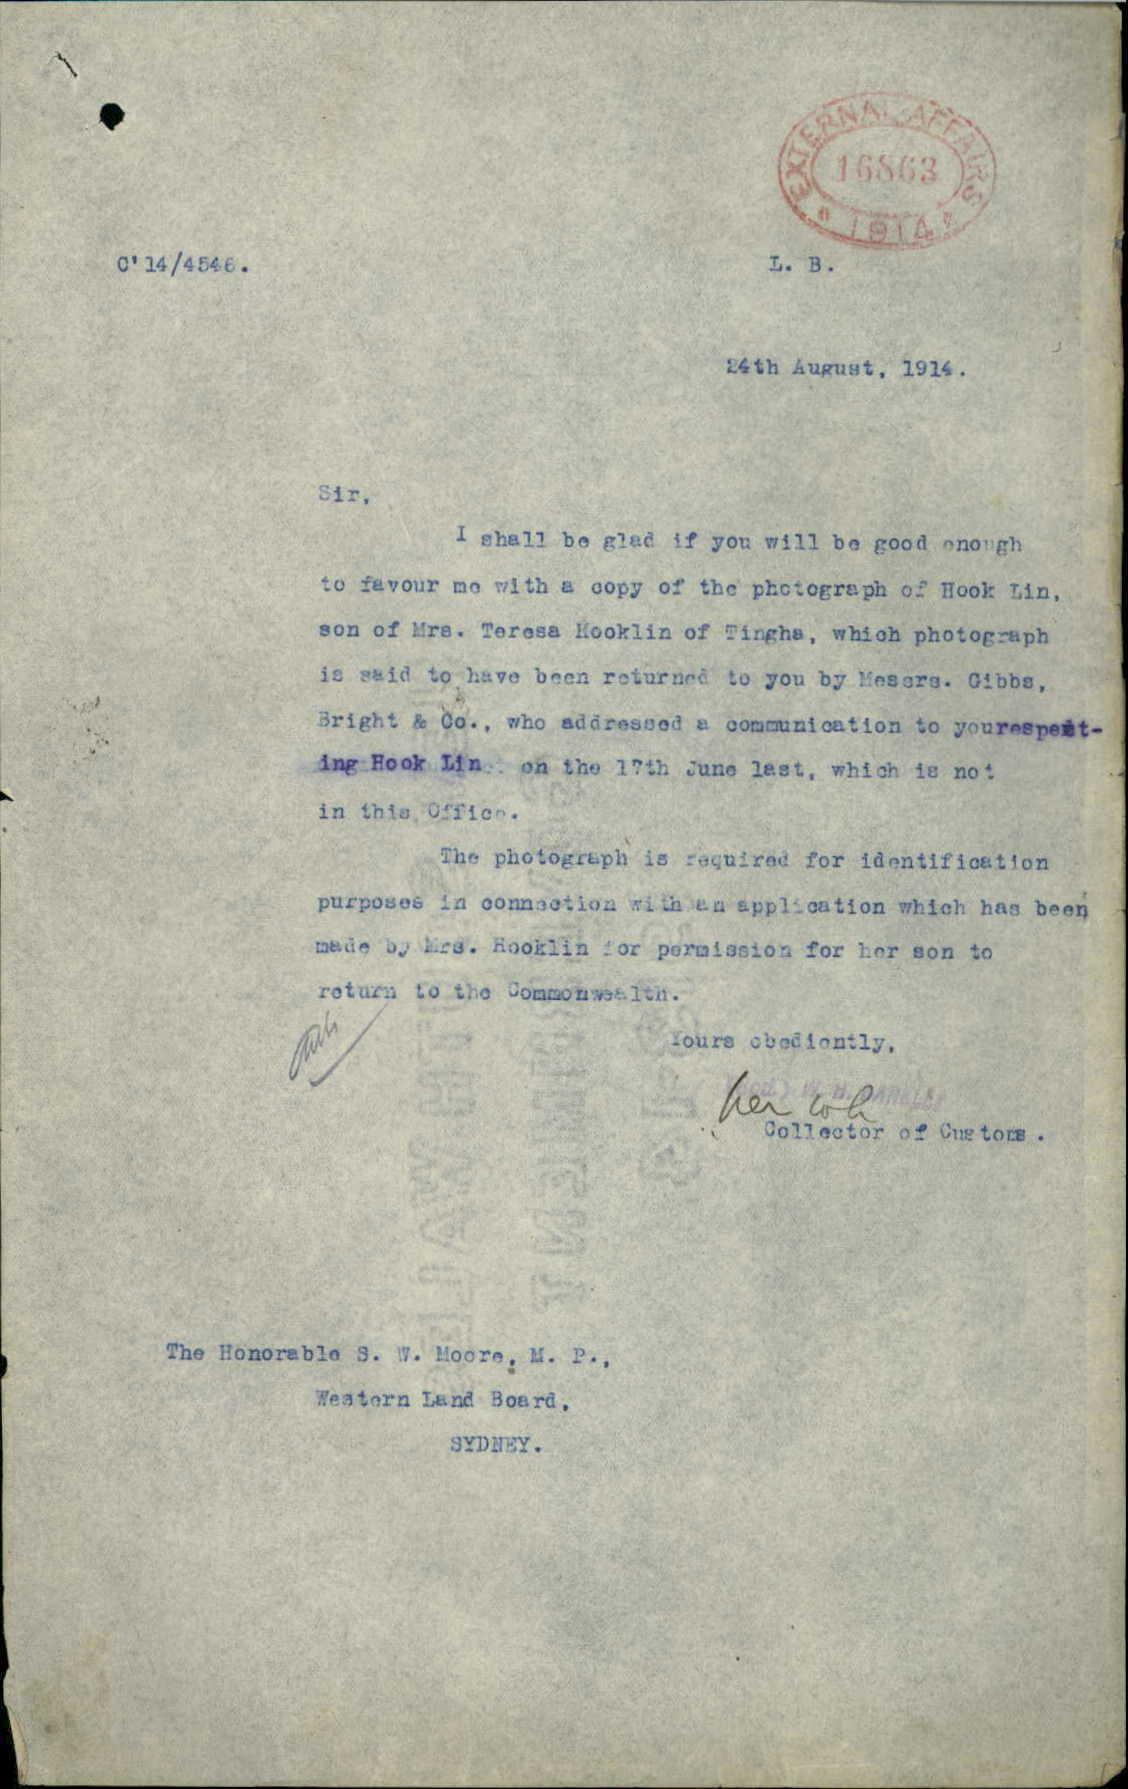 EXTERNAL AFFAIRS
16863
1914
C'14/4546.
L. B.
24th August, 1914.
Sir,
I shall be glad if you will be good enough
to favour me with a copy of the photograph of Hook Lin,
son of Mrs. Teresa Hooklin of Tingha, which photograph
is said to have been returned to you by Messrs. Gibbs,
Bright & Co., who addressed a communication to yourespect-
ing Hook Lin on the 17th June last, which is not
in this Office.
The photograph is required for identification
purposes in connection with an application which has been
made by Mrs. Hooklin for permission for her son to
return to the Commonwealth.
Yours obediently,
Collector of Customs.
The Honorable S. W. Moore, M. P.,
Western Land Board,
SYDNEY.